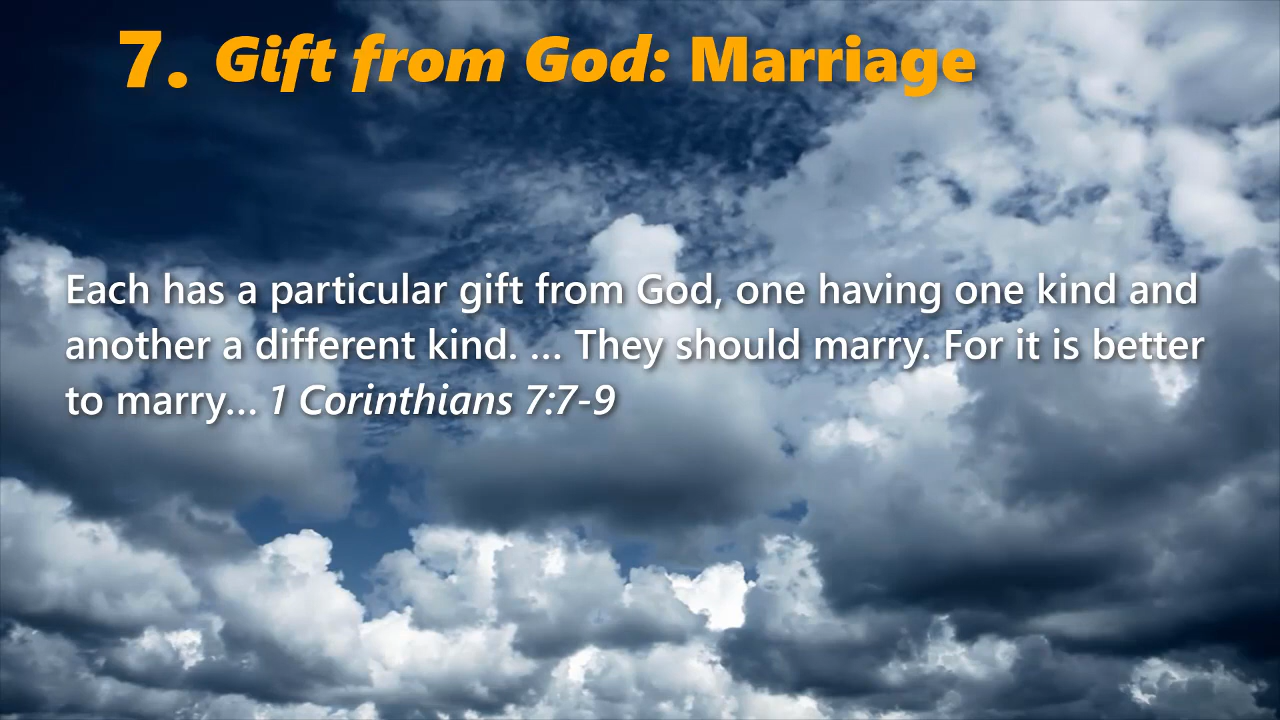 7. Gift from God: Marriage
Each has a particular gift from God, one having one kind and
another a different kind. … They should marry. For it is better
to marry… 1 Corinthians 7:7-9